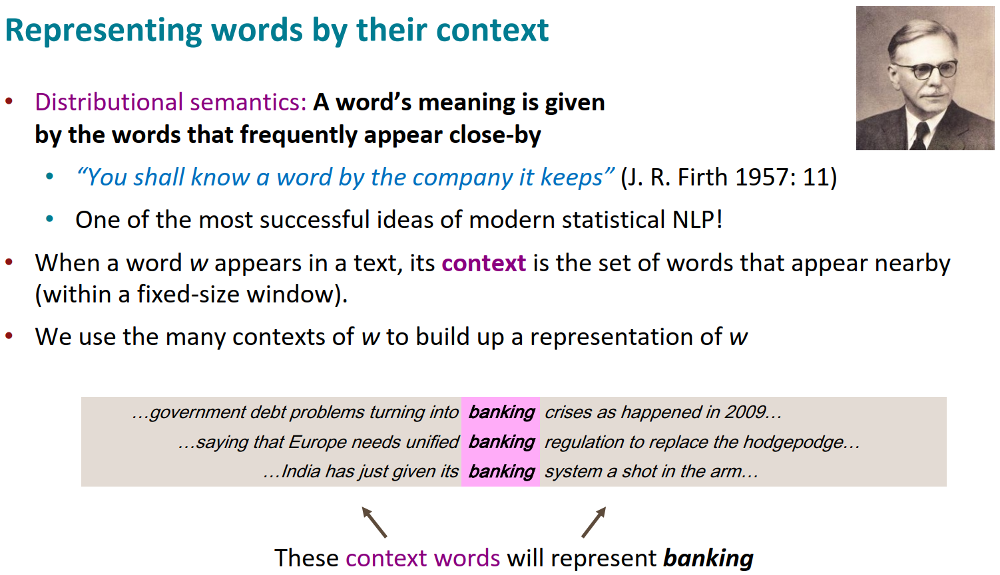 Representing words by their context
• Distributional semantics: A word’s meaning is given
by the words that frequently appear close-by
• “You shall know a word by the company it keeps” (J. R. Firth 1957: 11)
• One of the most successful ideas of modern statistical NLP!
• When a word w appears in a text, its context is the set of words that appear nearby
(within a fixed-size window).
• We use the many contexts of w to build up a representation of w
…government debt problems turning into banking crises as happened in 2009…
…saying that Europe needs unified banking regulation to replace the hodgepodge…
…India has just given its banking system a shot in the arm…
These context words will represent banking